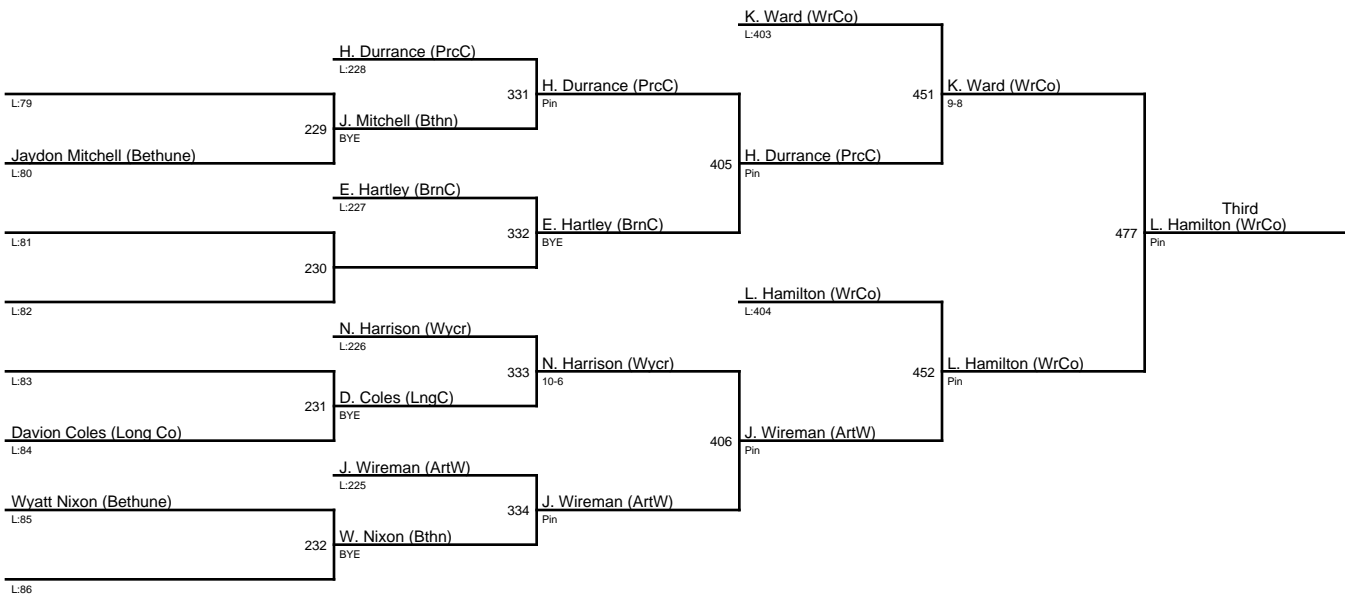 K. Ward (WrCo)
L:403
H. Durrance (PrcC)
L:228
331
H. Durrance (PrcC)
Pin
451
K. Ward (WrCo)
9-8
L:79
229
J. Mitchell (Bthn)
BYE
Jaydon Mitchell (Bethune)
L:80
405
H. Durrance (PrcC)
Pin
E. Hartley (BrnC)
L:227
332
E. Hartley (BrnC)
BYE
L:81
230
L:82
Third
477
L. Hamilton (WrCo)
Pin
L. Hamilton (WrCo)
L:404
N. Harrison (Wycr)
L:226
333
N. Harrison (Wycr)
10-6
452
L. Hamilton (WrCo)
Pin
L:83
231
D. Coles (LngC)
BYE
Davion Coles (Long Co)
L:84
406
J. Wireman (ArtW)
Pin
J. Wireman (ArtW)
L:225
334
J. Wireman (ArtW)
Pin
Wyatt Nixon (Bethune)
L:85
232
W. Nixon (Bthn)
BYE
L:86